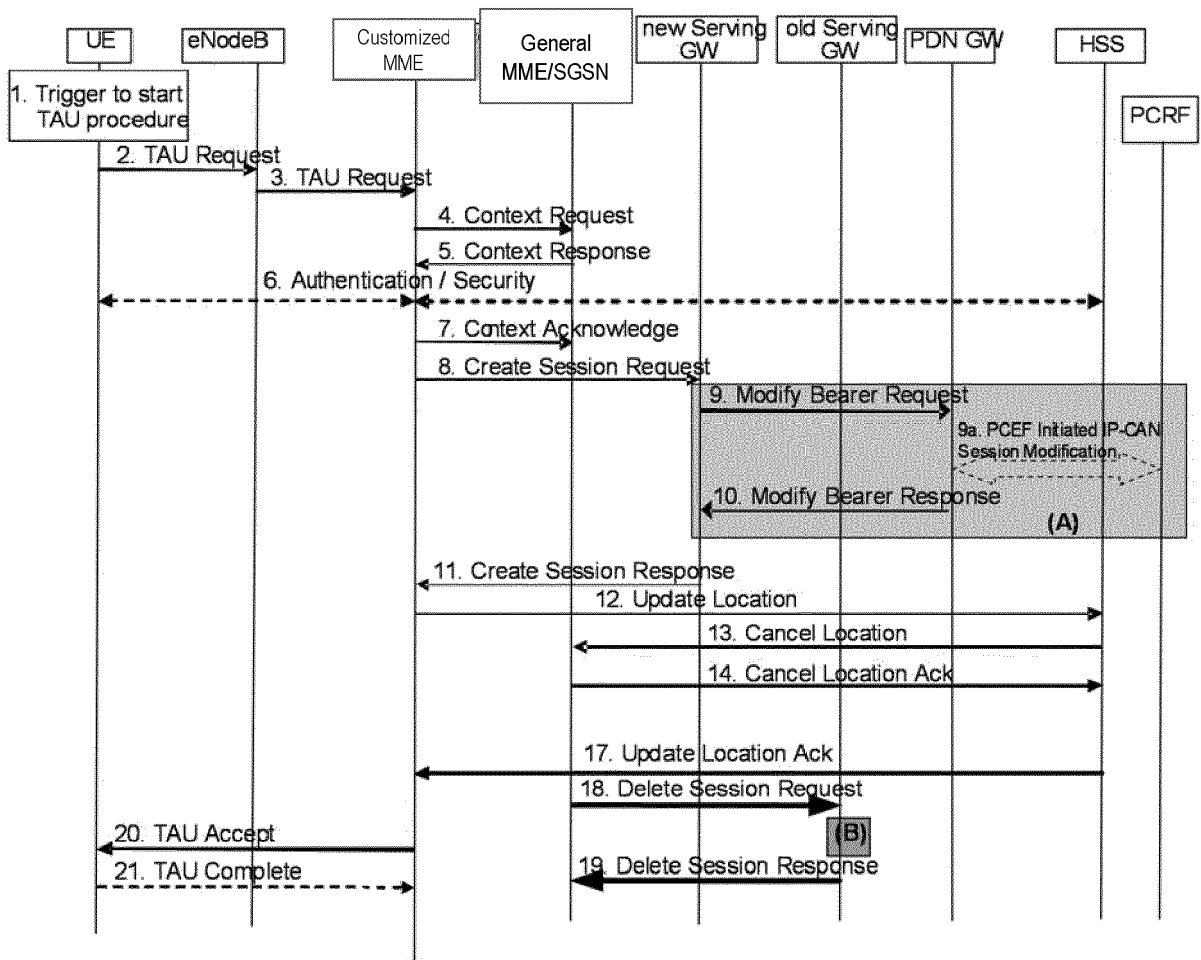 UE
eNodeB
Customized
MME
General
MME/SGSN
new Serving
GW
old Serving
GW
PDN GW
HSS
PCRF
1. Trigger to start
TAU procedure
2. TAU Request
3. TAU Request
4. Context Request
5. Context Response
6. Authentication / Security
7. Context Acknowledge
8. Create Session Request
9. Modify Bearer Request
9a. PCEF Initiated IP-CAN
Session Modification
10. Modify Bearer Response
(A)
11. Create Session Response
12. Update Location
13. Cancel Location
14. Cancel Location Ack
17. Update Location Ack
18. Delete Session Request
(B)
20. TAU Accept
19. Delete Session Response
21. TAU Complete